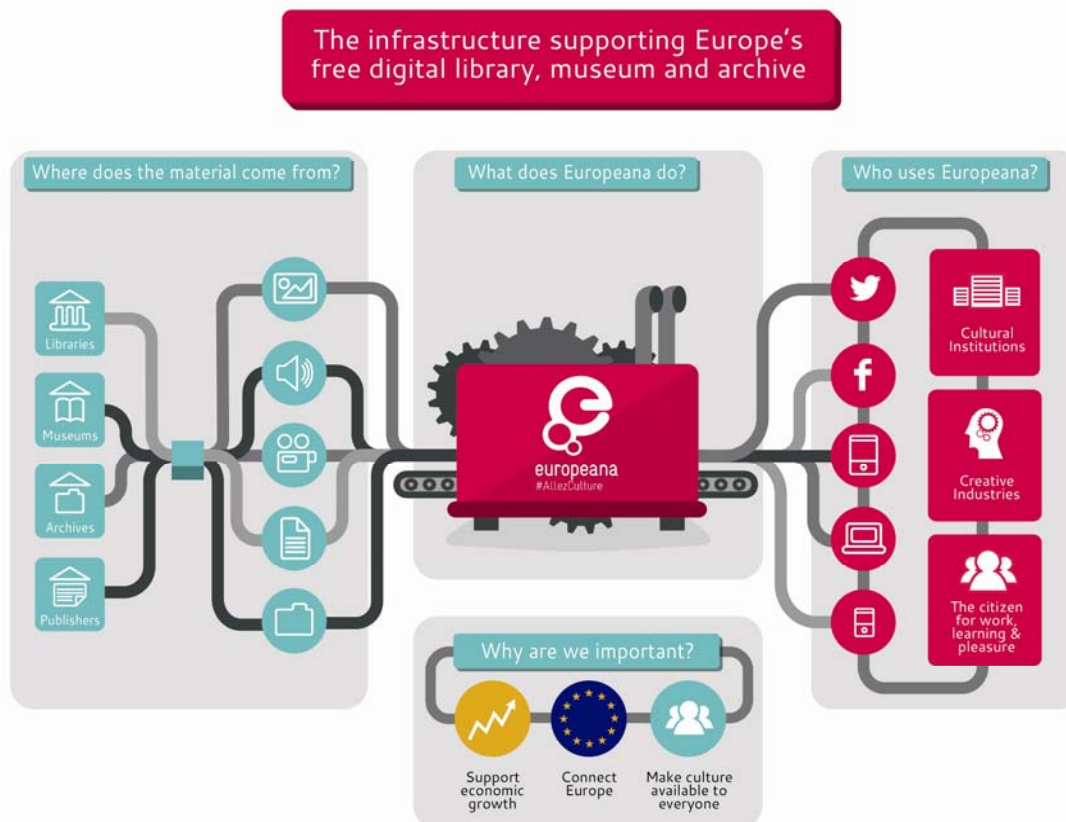 The infrastructure supporting Europe's
free digital library, museum and archive
Where does the material come from?
Libraries
Museums
Archives
Publishers
What does Europeana do?
europeana
#AllezCulture
Who uses Europeana?
f
Cultural
Institutions
Creative
Industries
The citizen
for work,
learning &
pleasure
Why are we important?
Support
economic
growth
Connect
Europe
Make culture
available to
everyone